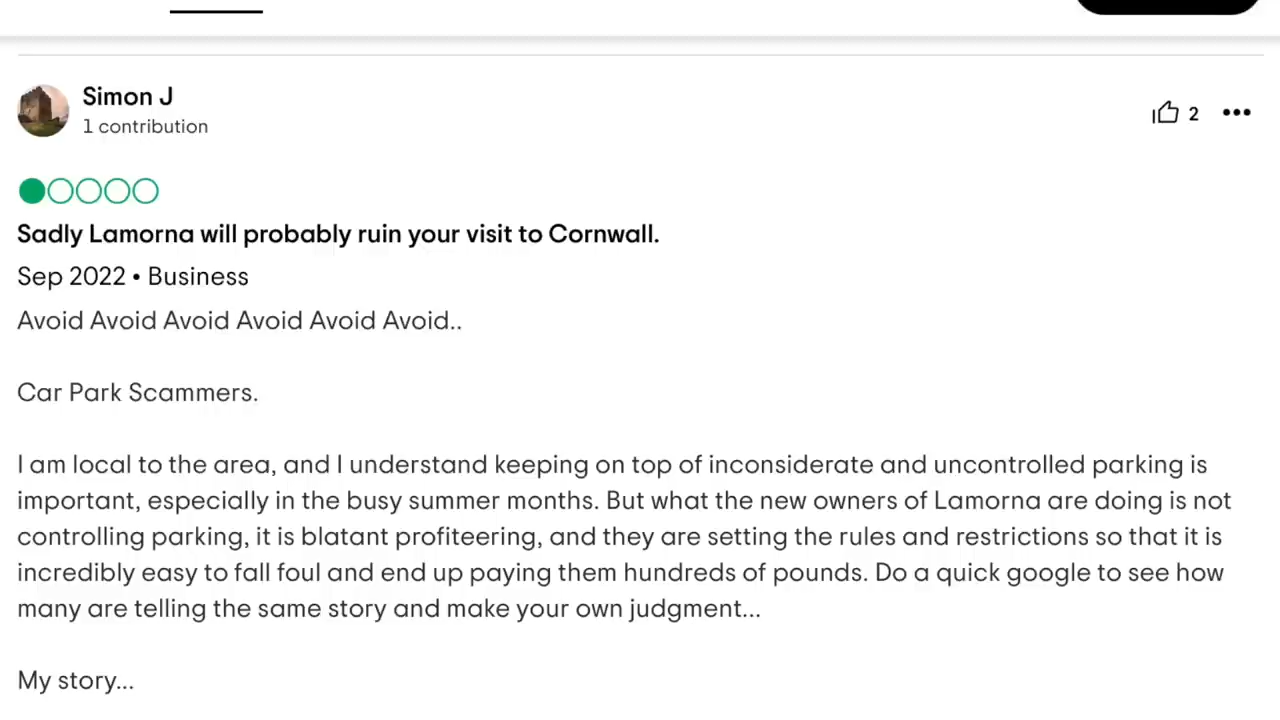 Simon J
1 contribution
2
Sadly Lamorna will probably ruin your visit to Cornwall.
Sep 2022 • Business
Avoid Avoid Avoid Avoid Avoid Avoid..
Car Park Scammers.
I am local to the area, and I understand keeping on top of inconsiderate and uncontrolled parking is
important, especially in the busy summer months. But what the new owners of Lamorna are doing is not
controlling parking, it is blatant profiteering, and they are setting the rules and restrictions so that it is
incredibly easy to fall foul and end up paying them hundreds of pounds. Do a quick google to see how
many are telling the same story and make your own judgment...
My story...